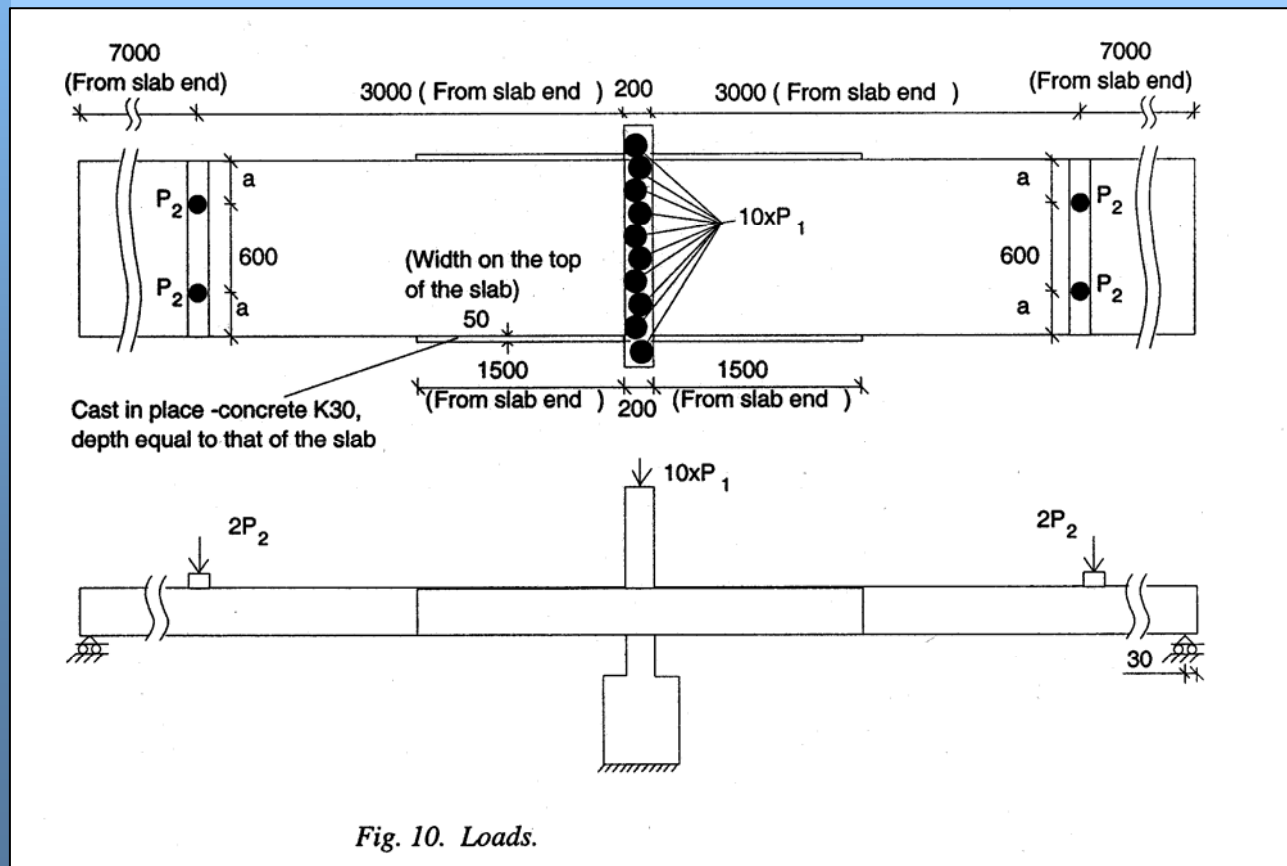 7000
(From slab end)
3000 ( From slab end )
200
3000 ( From slab end )
7000
(From slab end)
a
P2
600
P2
a
(Width on the top
of the slab)
50
10xP1
a
P2
600
P2
a
1500
(From slab end )
200
1500
(From slab end )
Cast in place -concrete K30,
depth equal to that of the slab
10xP1
2P2
2P2
30
Fig. 10. Loads.